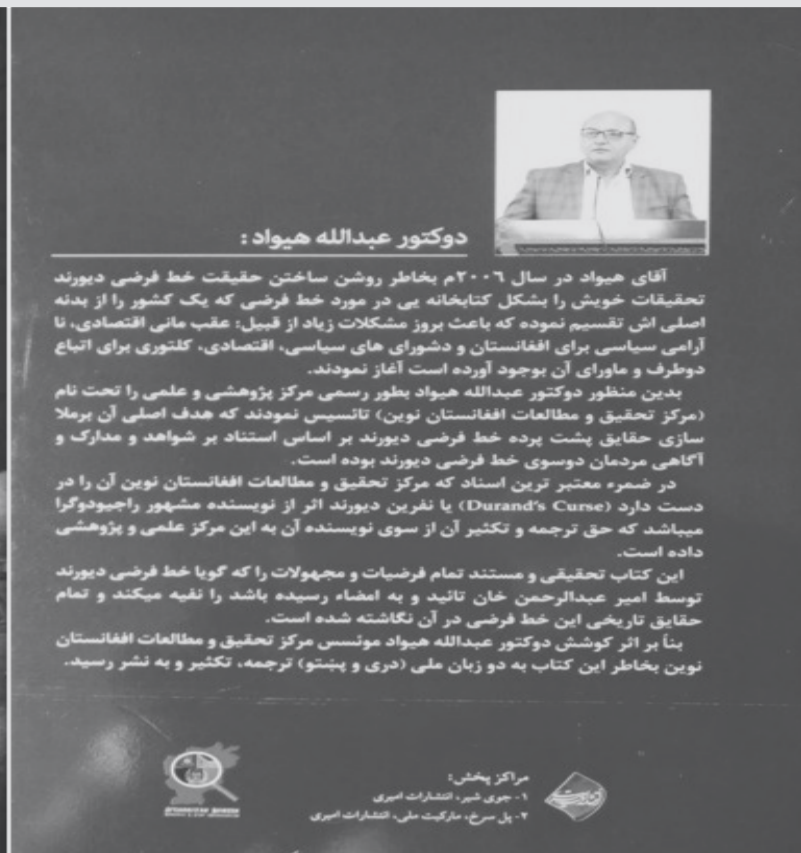 دوکتور عبدالله هیواد:
آقای هیواد در سال ۲۰۰۶م بخاطر روشن ساختن حقیقت خط فرضی دیورند
تحقیقات خویش را بشکل کتابخانه یی در مورد خط فرضی که یک کشور را از بدنه
اصلی اش تقسیم نموده که باعث بروز مشکلات زیاد از قبیل: عقب مانی اقتصادی، نا
آرامی سیاسی برای افغانستان و دشورای های سیاسی، اقتصادی، کلتوری برای اتباع
دوطرف و ماورای آن بوجود آورده است آغاز نمودند.
بدین منظور دوکتور عبدالله هیواد بطور رسمی مرکز پژوهشی و علمی را تحت نام
(مرکز تحقیق و مطالعات افغانستان نوین) تائسیس نمودند که هدف اصلی آن برملا
سازی حقایق پشت پرده خط فرضی دیورند بر اساس استناد بر شواهد و مدارک و
آگاهی مردمان دوسوی خط فرضی دیورند بوده است.
در ضمرء معتبر ترین اسناد که مرکز تحقیق و مطالعات افغانستان نوین آن را در
دست دارد (Durand's Curse) یا نفرین دیورند اثر از نویسنده مشهور راجیودوگرا
میباشد که حق ترجمه و تکثیر آن از سوی نویسنده آن به این مرکز علمی و پژوهشی
داده است.
این کتاب تحقیقی و مستند تمام فرضیات و مجهولات را که گویا خط فرضی دیورند
توسط امیر عبدالرحمن خان تائید و به امضاء رسیده باشد را نفیه میکند و تمام
حقایق تاریخی این خط فرضی در آن نگاشته شده است.
بنأ بر اثر کوشش دوکتور عبدالله هیواد موئسس مرکز تحقیق و مطالعات افغانستان
نوین بخاطر این کتاب به دو زبان ملی (دری و پښتو) ترجمه، تکثیر و به نشر رسید.
مراکز پخش:
۱- جوی شیر، انتشارات امیری
۲- پل سرخ، مارکیت ملی، انتشارات امیری